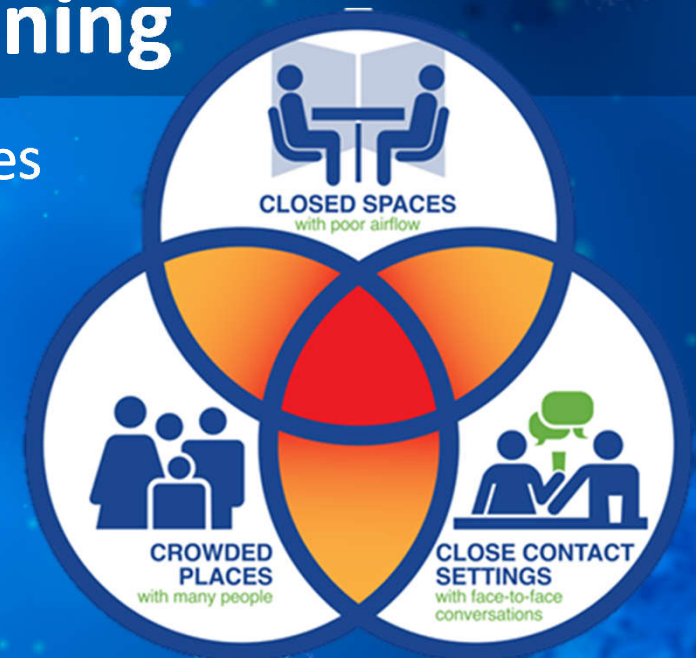 ning
es
CLOSED SPACES
with poor airflow
CROWDED
PLACES
with many people
CLOSE CONTACT
SETTINGS
with face-to-face
conversations